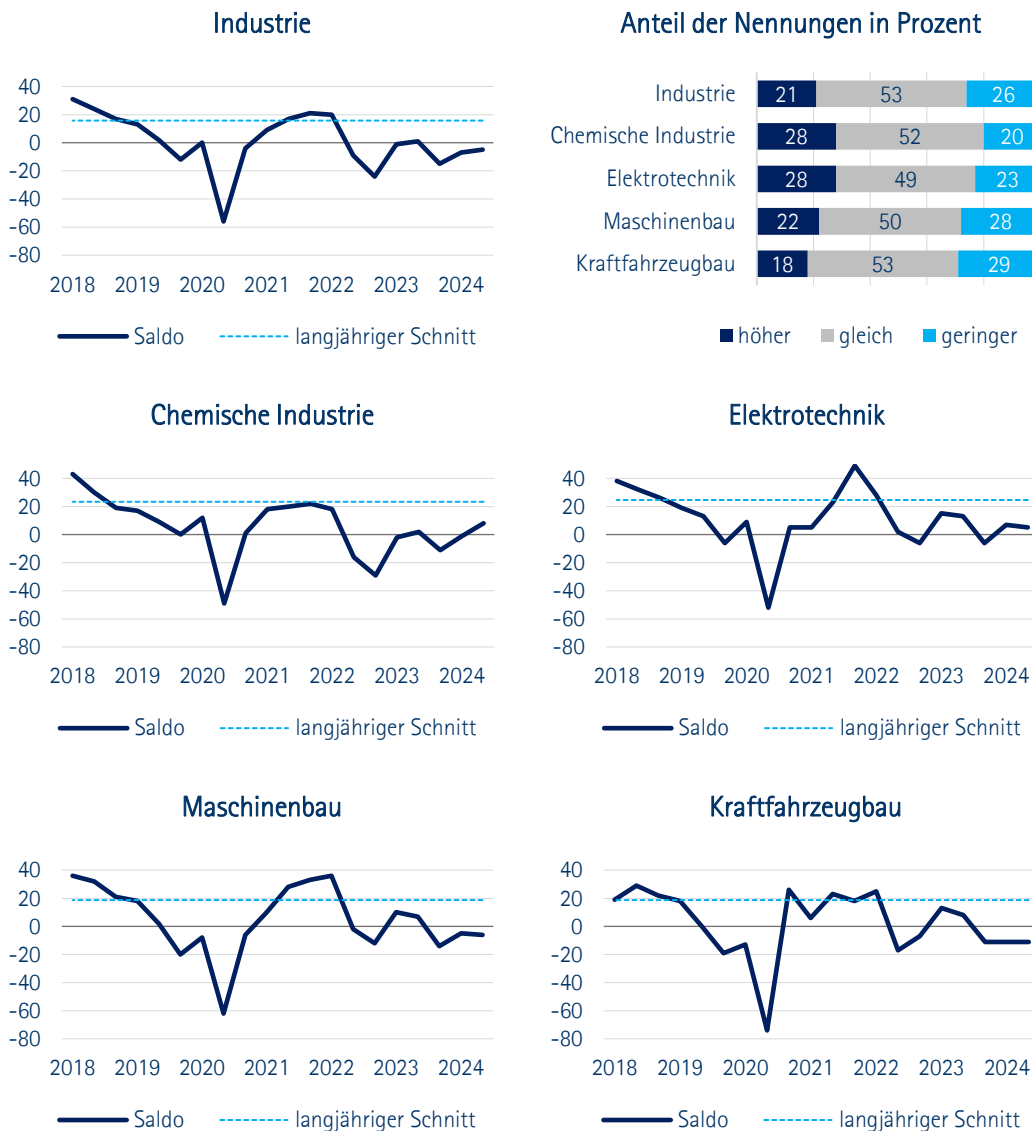 Industrie
40
20
0
-20
-40
-60
-80
2018 2019 2020 2021 2022 2023 2024
Saldo langjähriger Schnitt
Anteil der Nennungen in Prozent
Industrie 21 53 26
Chemische Industrie 28 52 20
Elektrotechnik 28 49 23
Maschinenbau 22 50 28
Kraftfahrzeugbau 18 53 29
höher gleich geringer
Chemische Industrie
40
20
0
-20
-40
-60
-80
2018 2019 2020 2021 2022 2023 2024
Saldo langjähriger Schnitt
Elektrotechnik
40
20
0
-20
-40
-60
-80
2018 2019 2020 2021 2022 2023 2024
Saldo langjähriger Schnitt
Maschinenbau
40
20
0
-20
-40
-60
-80
2018 2019 2020 2021 2022 2023 2024
Saldo langjähriger Schnitt
Kraftfahrzeugbau
40
20
0
-20
-40
-60
-80
2018 2019 2020 2021 2022 2023 2024
Saldo langjähriger Schnitt